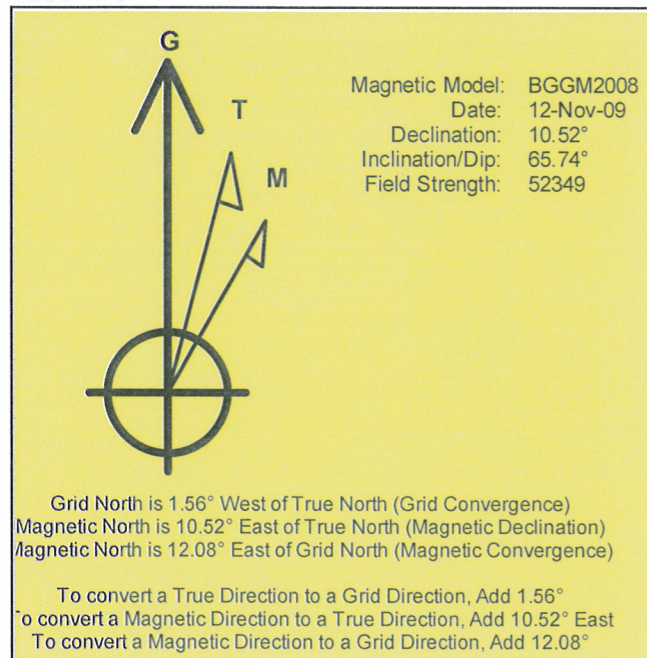 G
T
M
Magnetic Model: BGGM2008
Date: 12-Nov-09
Declination: 10.52°
Inclination/Dip: 65.74°
Field Strength: 52349
Grid North is 1.56° West of True North (Grid Convergence)
Magnetic North is 10.52° East of True North (Magnetic Declination)
Magnetic North is 12.08° East of Grid North (Magnetic Convergence)
To convert a True Direction to a Grid Direction, Add 1.56°
To convert a Magnetic Direction to a True Direction, Add 10.52° East
To convert a Magnetic Direction to a Grid Direction, Add 12.08°